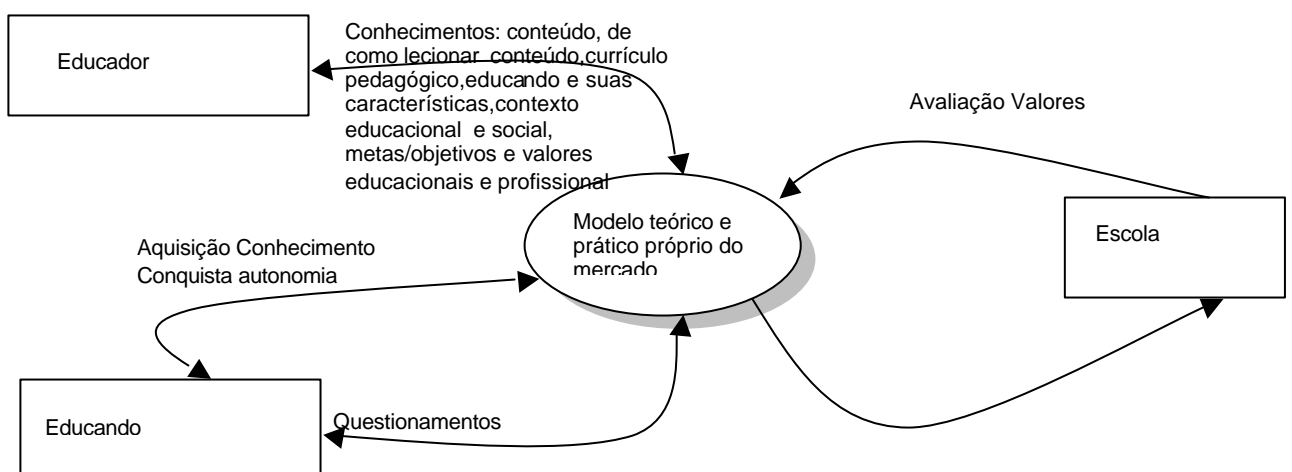 Educador
Conhecimentos: conteúdo, de
como lecionar conteúdo,currículo
pedagógico,educando e suas
características,contexto
educacional e social,
metas/objetivos e valores
educacionais e profissional
Avaliação Valores
Modelo teórico e
prático próprio do
mercado
Escola
Aquisição Conhecimento
Conquista autonomia
Educando
Questionamentos